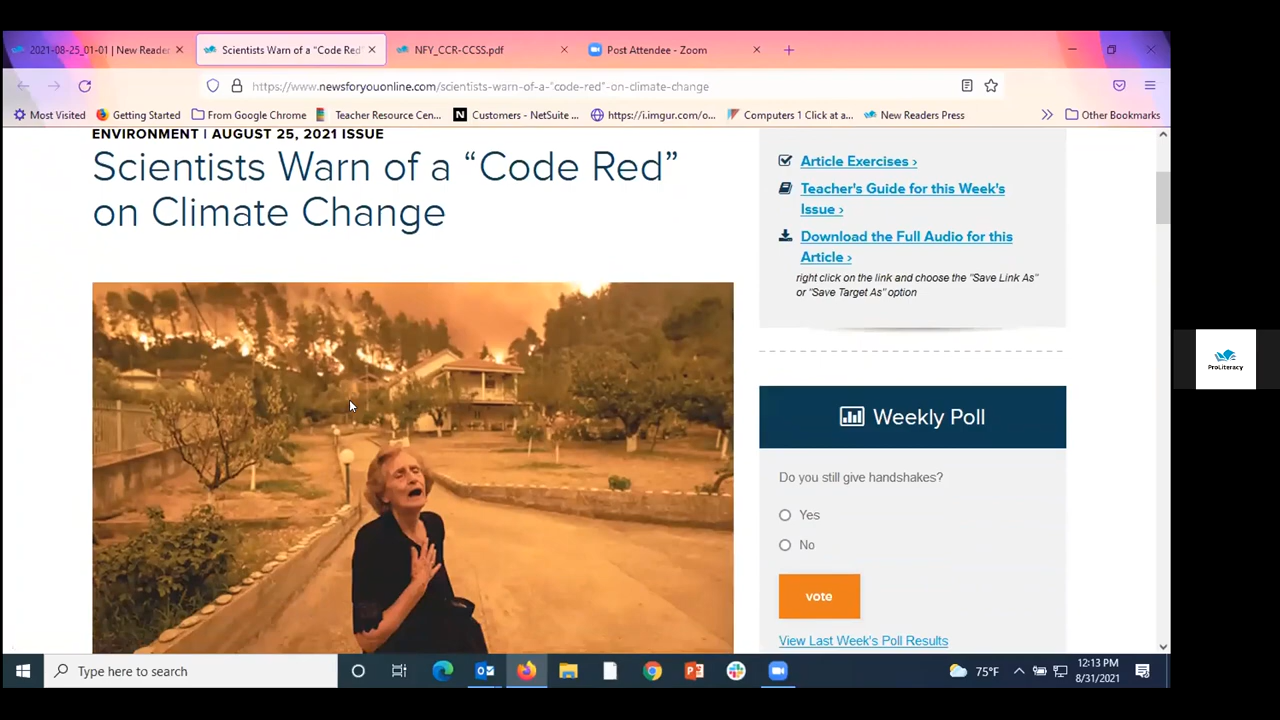 2021-08-25_01-01 | New Reader
Scientists Warn of a “Code Red”
NFY_CCR-CCSS.pdf
Post Attendee - Zoom
https://www.newsforyouonline.com/scientists-warn-of-a-"code-red"-on-climate-change
Most Visited
Getting Started
From Google Chrome
Teacher Resource Cen...
Customers - NetSuite ...
https://i.imgur.com/o...
Computers 1 Click at a...
New Readers Press
Other Bookmarks
ENVIRONMENT | AUGUST 25, 2021 ISSUE
Scientists Warn of a “Code Red”
on Climate Change
Article Exercises ›
Teacher's Guide for this Week's
Issue ›
Download the Full Audio for this
Article ›
right click on the link and choose the "Save Link As"
or "Save Target As" option
Weekly Poll
Do you still give handshakes?
Yes
No
vote
View Last Week's Poll Results
ProLiteracy
Type here to search
75°F
12:13 PM
8/31/2021